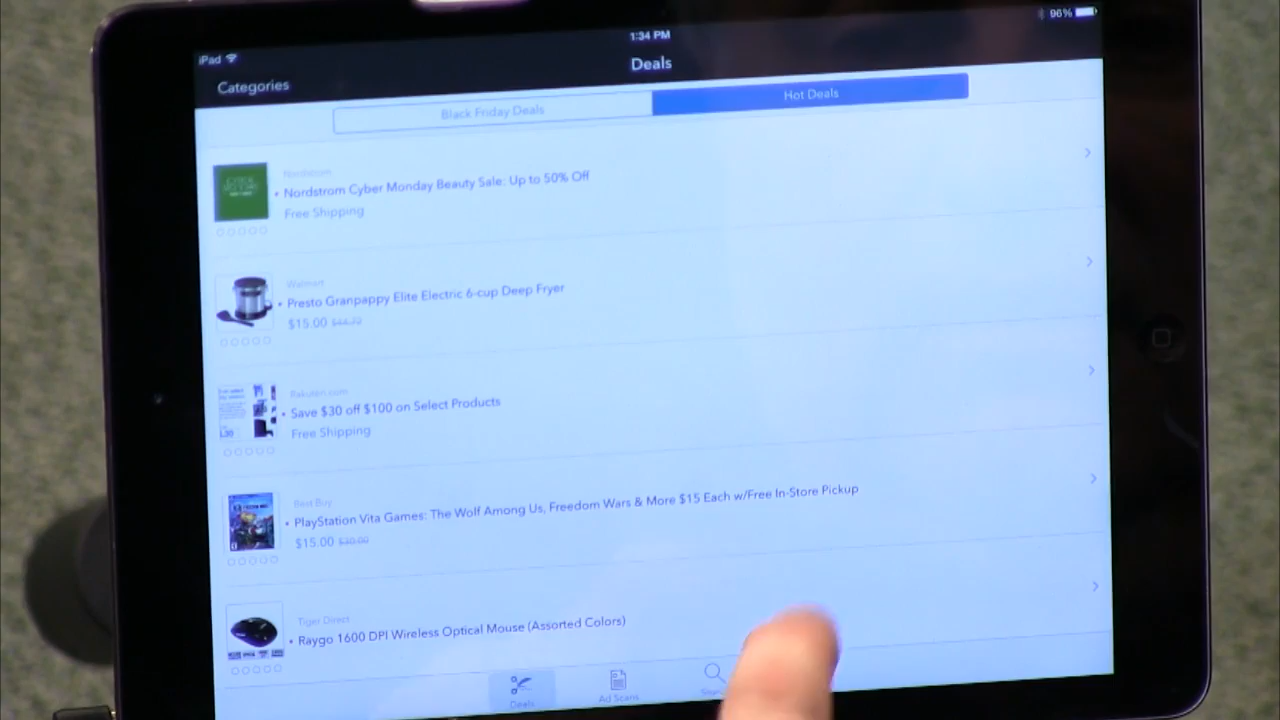 iPad
1:34 PM
96%
Categories
Deals
Black Friday Deals
Hot Deals
Nordstrom
• Nordstrom Cyber Monday Beauty Sale: Up to 50% Off
Free Shipping
Walmart
• Presto Granpappy Elite Electric 6-cup Deep Fryer
$15.00 $44.72
Rakuten.com
• Save $30 off $100 on Select Products
Free Shipping
Best Buy
• PlayStation Vita Games: The Wolf Among Us, Freedom Wars & More $15 Each w/Free In-Store Pickup
$15.00 $30.00
Tiger Direct
• Raygo 1600 DPI Wireless Optical Mouse (Assorted Colors)
Deals
Ad Scans